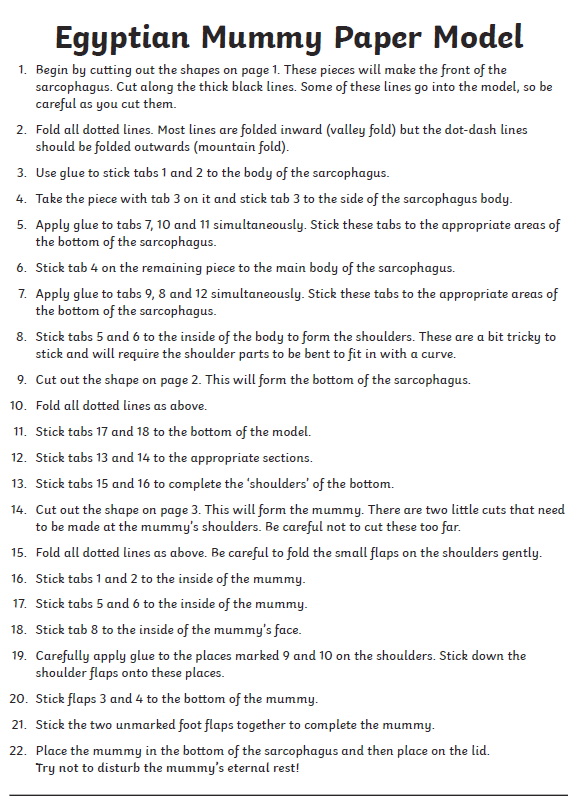 Egyptian Mummy Paper Model
1. Begin by cutting out the shapes on page 1. These pieces will make the front of the
sarcophagus. Cut along the thick black lines. Some of these lines go into the model, so be
careful as you cut them.
2. Fold all dotted lines. Most lines are folded inward (valley fold) but the dot-dash lines
should be folded outwards (mountain fold).
3. Use glue to stick tabs 1 and 2 to the body of the sarcophagus.
4. Take the piece with tab 3 on it and stick tab 3 to the side of the sarcophagus body.
5. Apply glue to tabs 7, 10 and 11 simultaneously. Stick these tabs to the appropriate areas of
the bottom of the sarcophagus.
6. Stick tab 4 on the remaining piece to the main body of the sarcophagus.
7. Apply glue to tabs 9, 8 and 12 simultaneously. Stick these tabs to the appropriate areas of
the bottom of the sarcophagus.
8. Stick tabs 5 and 6 to the inside of the body to form the shoulders. These are a bit tricky to
stick and will require the shoulder parts to be bent to fit in with a curve.
9. Cut out the shape on page 2. This will form the bottom of the sarcophagus.
10. Fold all dotted lines as above.
11. Stick tabs 17 and 18 to the bottom of the model.
12. Stick tabs 13 and 14 to the appropriate sections.
13. Stick tabs 15 and 16 to complete the ‘shoulders’ of the bottom.
14. Cut out the shape on page 3. This will form the mummy. There are two little cuts that need
to be made at the mummy’s shoulders. Be careful not to cut these too far.
15. Fold all dotted lines as above. Be careful to fold the small flaps on the shoulders gently.
16. Stick tabs 1 and 2 to the inside of the mummy.
17. Stick tabs 5 and 6 to the inside of the mummy.
18. Stick tab 8 to the inside of the mummy’s face.
19. Carefully apply glue to the places marked 9 and 10 on the shoulders. Stick down the
shoulder flaps onto these places.
20. Stick flaps 3 and 4 to the bottom of the mummy.
21. Stick the two unmarked foot flaps together to complete the mummy.
22. Place the mummy in the bottom of the sarcophagus and then place on the lid.
Try not to disturb the mummy’s eternal rest!